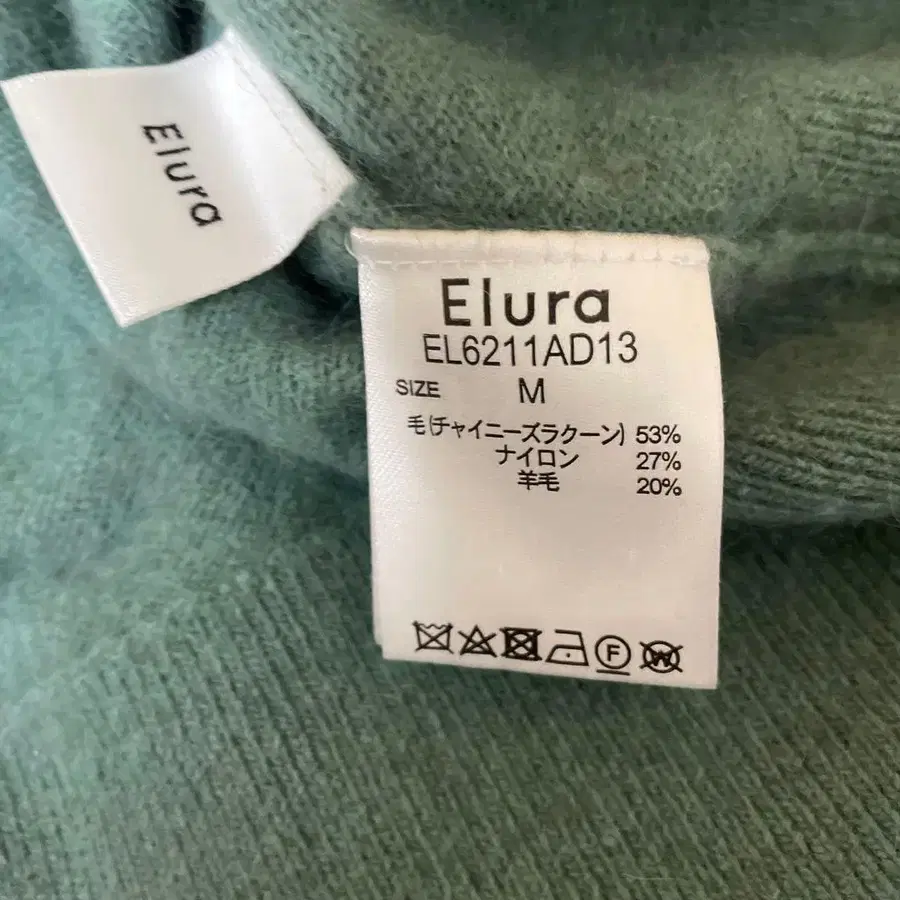 Elura
Elura
EL6211AD13
SIZE M
毛(チャイニーズラクーン) 53%
ナイロン 27%
羊毛 20%
F W